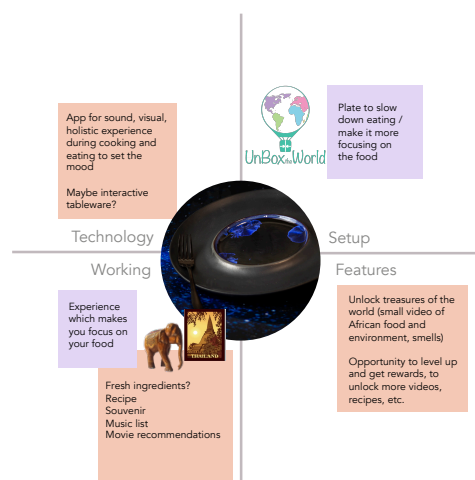 App for sound, visual,
holistic experience
during cooking and
eating to set the
mood
Maybe interactive
tableware?
UnBox the World
Plate to slow
down eating /
make it more
focusing on
the food
Technology
Setup
Working
Features
Experience
which makes
you focus on
your food
THAILAND
Fresh ingredients?
Recipe
Souvenir
Music list
Movie recommendations
Unlock treasures of the
world (small video of
African food and
environment, smells)
Opportunity to level up
and get rewards, to
unlock more videos,
recipes, etc.